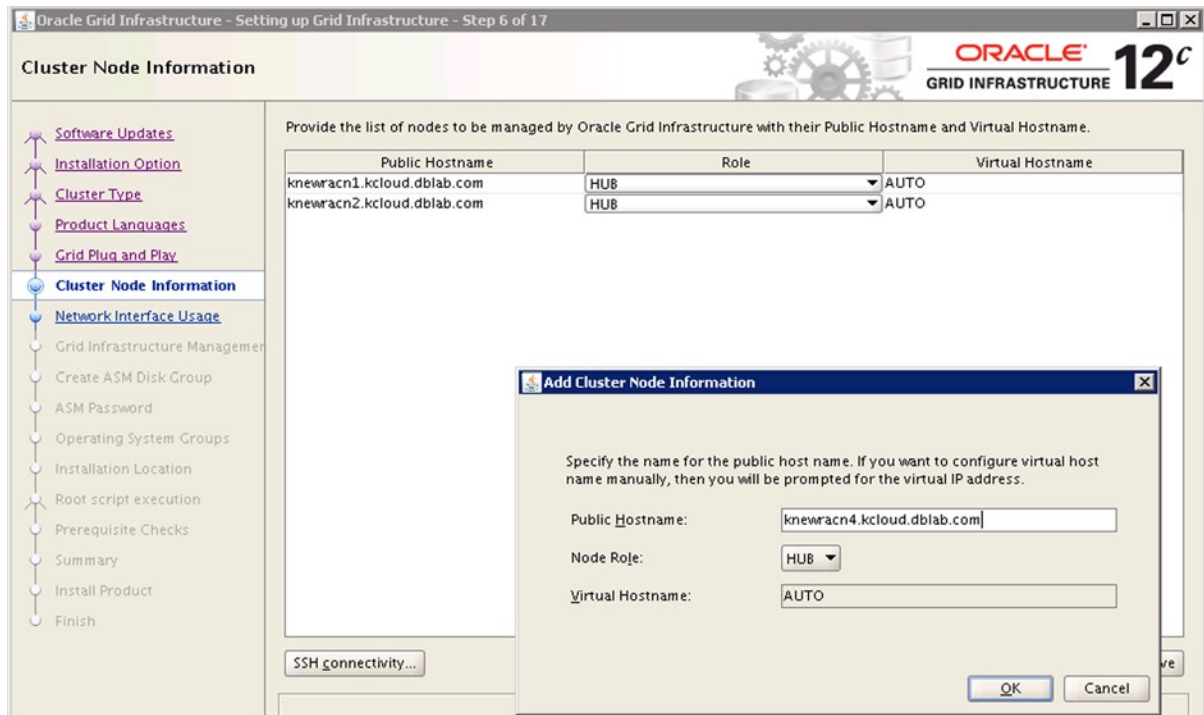 Oracle Grid Infrastructure - Setting up Grid Infrastructure - Step 6 of 17
Cluster Node Information
ORACLE
GRID INFRASTRUCTURE
12c
Software Updates
Installation Option
Cluster Type
Product Languages
Grid Plug and Play
Cluster Node Information
Network Interface Usage
Grid Infrastructure Managemen
Create ASM Disk Group
ASM Password
Operating System Groups
Installation Location
Root script execution
Prerequisite Checks
Summary
Install Product
Finish
Provide the list of nodes to be managed by Oracle Grid Infrastructure with their Public Hostname and Virtual Hostname.
Public Hostname Role Virtual Hostname
knewracn1.kcloud.dblab.com HUB AUTO
knewracn2.kcloud.dblab.com HUB AUTO
Add Cluster Node Information
Specify the name for the public host name. If you want to configure virtual host
name manually, then you will be prompted for the virtual IP address.
Public Hostname: knewracn4.kcloud.dblab.com
Node Role: HUB
Virtual Hostname: AUTO
OK Cancel
SSH connectivity...
ve